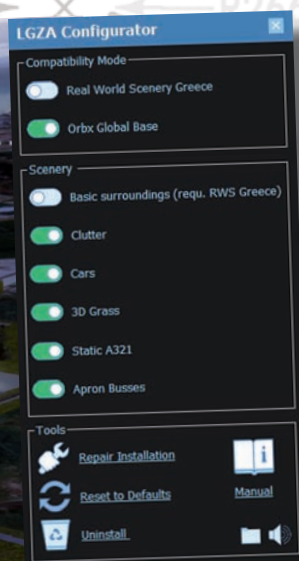 LGZA Configurator
Compatibility Mode
Real World Scenery Greece
Orbx Global Base
Scenery
Basic surroundings (requ. RWS Greece)
Clutter
Cars
3D Grass
Static A321
Apron Busses
Tools
Repair Installation
Reset to Defaults
Manual
Uninstall